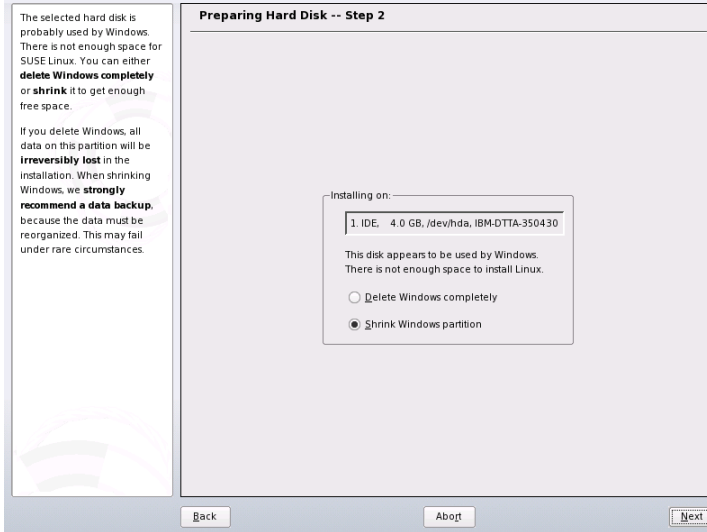 The selected hard disk is
probably used by Windows.
There is not enough space for
SUSE Linux. You can either
delete Windows completely
or shrink it to get enough
free space.
If you delete Windows, all
data on this partition will be
irreversibly lost in the
installation. When shrinking
Windows, we strongly
recommend a data backup,
because the data must be
reorganized. This may fail
under rare circumstances.
Preparing Hard Disk -- Step 2
Installing on:
1. IDE, 4.0 GB, /dev/hda, IBM-DTTA-350430
This disk appears to be used by Windows.
There is not enough space to install Linux.
Delete Windows completely
Shrink Windows partition
Back
Abort
Next